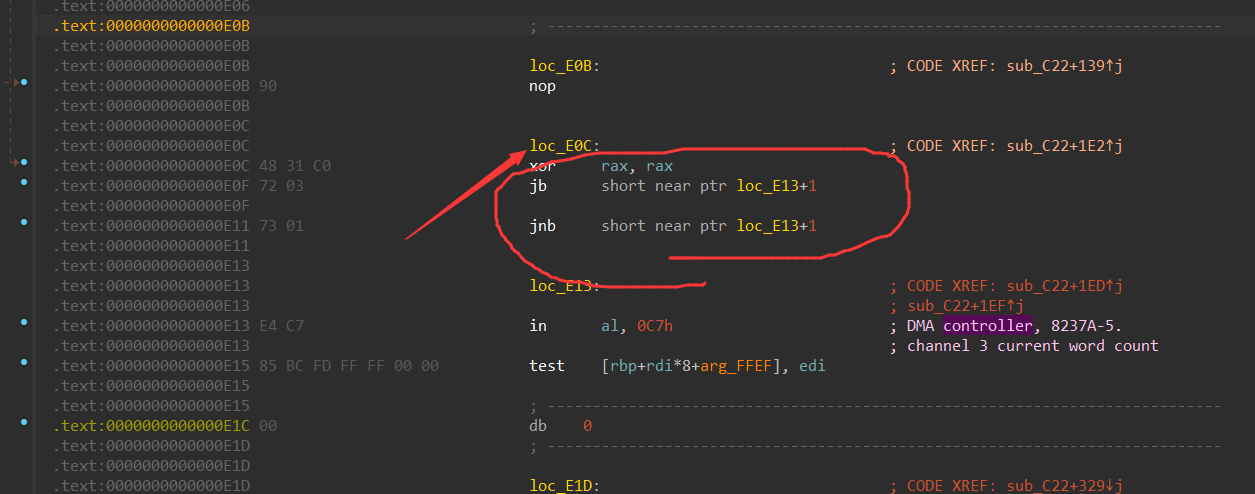 .text:0000000000000E06
.text:0000000000000E0B ; ---------------------------------------------------------------------------
.text:0000000000000E0B
.text:0000000000000E0B loc_E0B: ; CODE XREF: sub_C22+139↑j
.text:0000000000000E0B 90 nop
.text:0000000000000E0B
.text:0000000000000E0C
.text:0000000000000E0C loc_E0C: ; CODE XREF: sub_C22+1E2↑j
.text:0000000000000E0C 48 31 C0 xor rax, rax
.text:0000000000000E0F 72 03 jb short near ptr loc_E13+1
.text:0000000000000E0F
.text:0000000000000E11 73 01 jnb short near ptr loc_E13+1
.text:0000000000000E11
.text:0000000000000E13
.text:0000000000000E13 loc_E13: ; CODE XREF: sub_C22+1ED↑j
.text:0000000000000E13 ; sub_C22+1EF↑j
.text:0000000000000E13 E4 C7 in al, 0C7h ; DMA controller, 8237A-5.
.text:0000000000000E13 ; channel 3 current word count
.text:0000000000000E15 85 BC FD FF FF 00 00 test [rbp+rdi*8+arg_FFEF], edi
.text:0000000000000E15
.text:0000000000000E15 ; ---------------------------------------------------------------------------
.text:0000000000000E1C 00 db 0
.text:0000000000000E1D ; ---------------------------------------------------------------------------
.text:0000000000000E1D
.text:0000000000000E1D loc_E1D: ; CODE XREF: sub_C22+329↓j